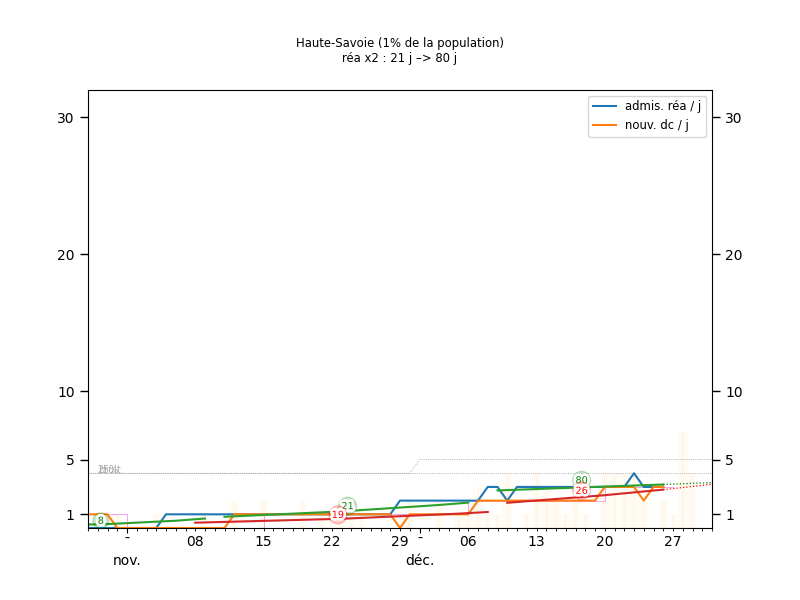 Haute-Savoie (1% de la population)
réa x2 : 21 j –> 80 j
admis. réa / j
nouv. dc / j
30 30
20 20
10 10
5 5
1 1
8
21
19
80
26
- 08 15 22 29 - 06 13 20 27
nov. déc.